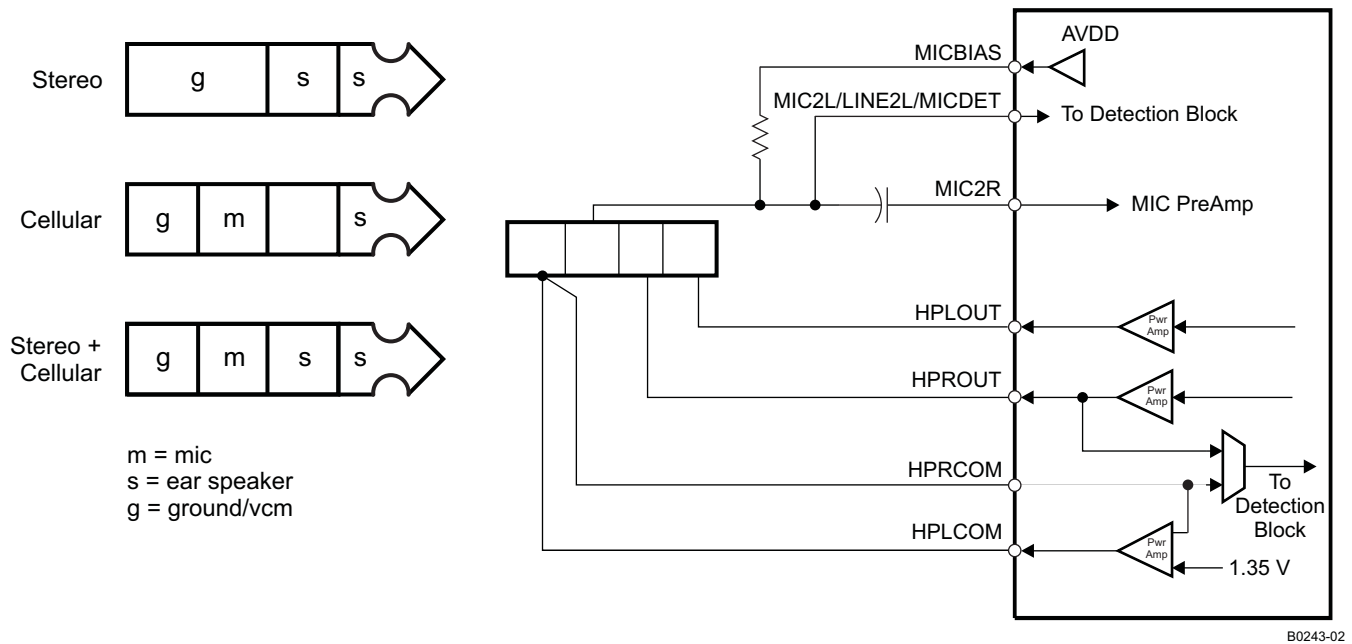 Stereo
g s s
Cellular
g m s
Stereo +
Cellular
g m s s
m = mic
s = ear speaker
g = ground/vcm
AVDD
MICBIAS
MIC2L/LINE2L/MICDET
To Detection Block
MIC2R
MIC PreAmp
HPLOUT
Pwr
Amp
HPROUT
Pwr
Amp
HPRCOM
To
Detection
Block
HPLCOM
Pwr
Amp
1.35 V
B0243-02